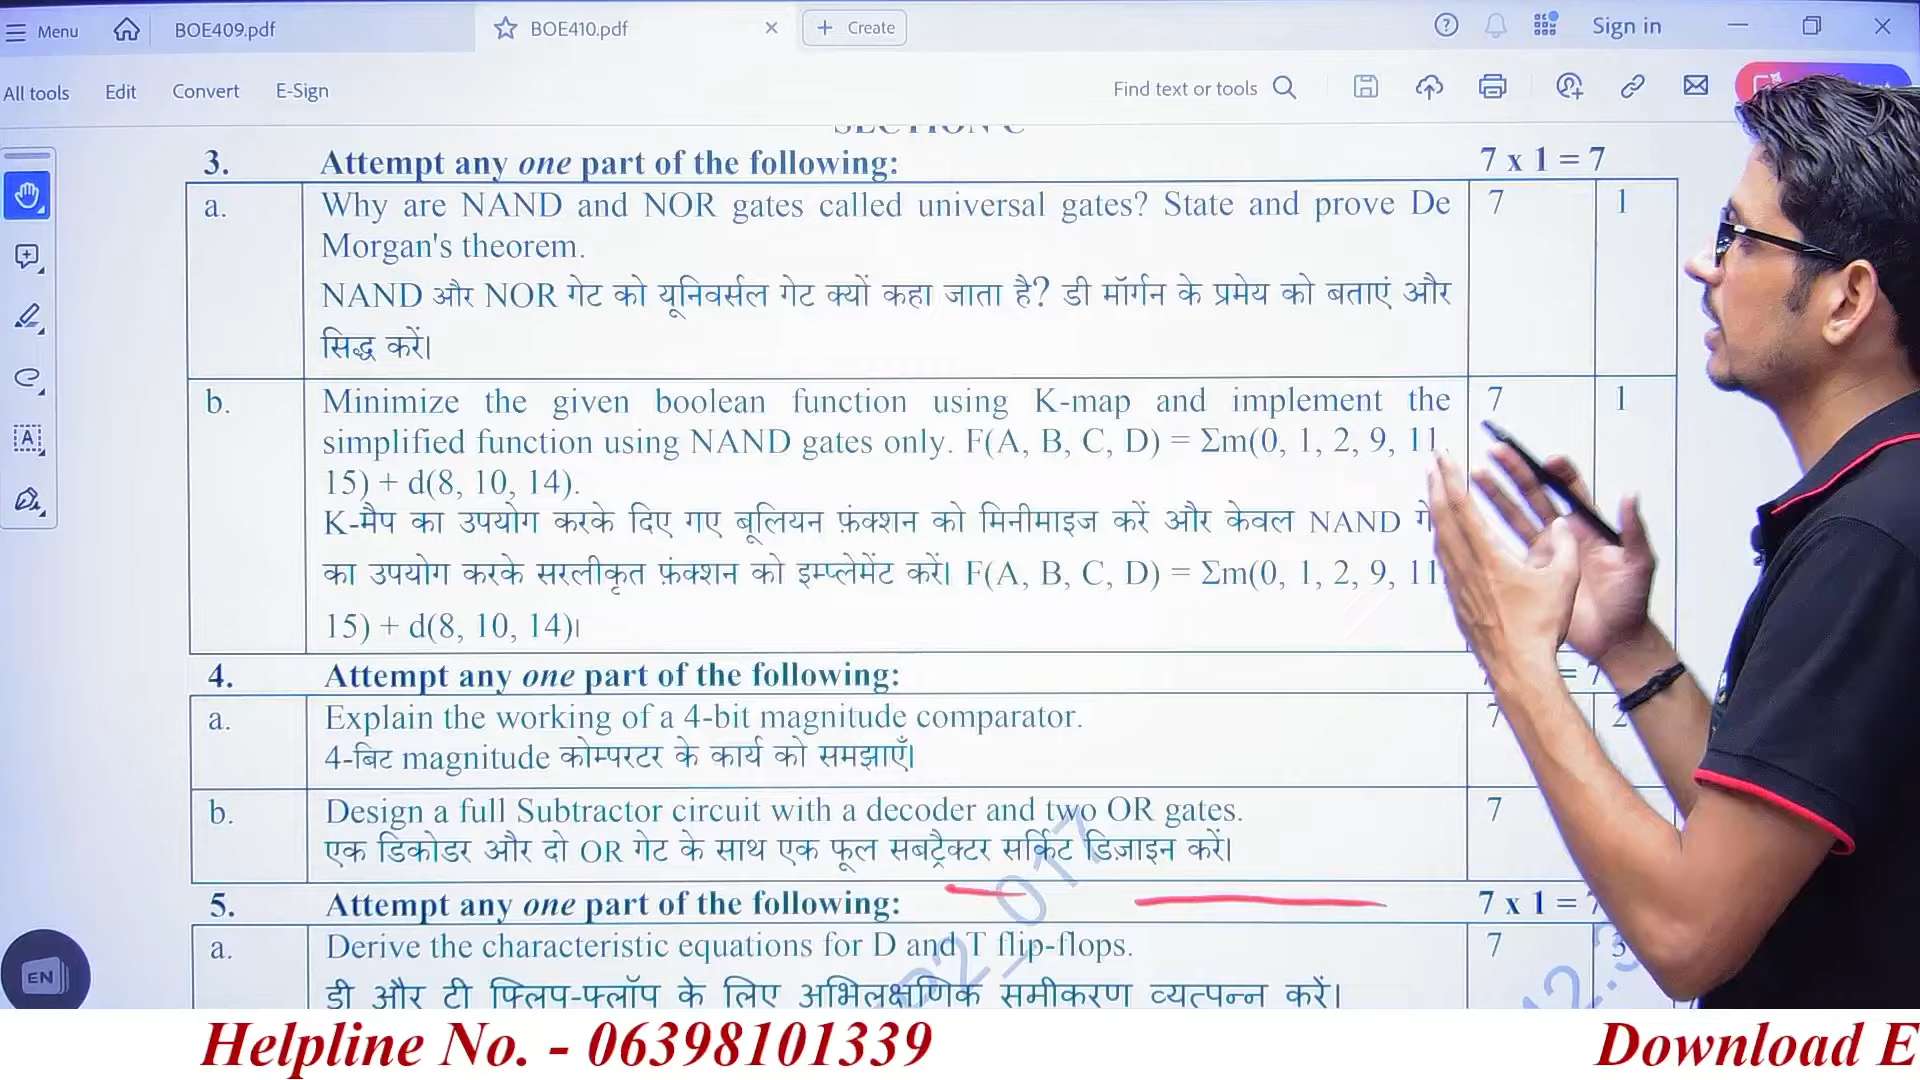 Menu
BOE409.pdf
BOE410.pdf
Create
Sign in
All tools
Edit
Convert
E-Sign
Find text or tools
SECTION C
3. Attempt any one part of the following: 7 x 1 = 7
a. Why are NAND and NOR gates called universal gates? State and prove De 7 1
Morgan's theorem.
NAND और NOR गेट को यूनिवर्सल गेट क्यों कहा जाता है? डी मॉर्गन के प्रमेय को बताएं और
सिद्ध करें।
b. Minimize the given boolean function using K-map and implement the 7 1
simplified function using NAND gates only. F(A, B, C, D) = Σm(0, 1, 2, 9, 11,
15) + d(8, 10, 14).
K-मैप का उपयोग करके दिए गए बूलियन फ़ंक्शन को मिनीमाइज करें और केवल NAND
का उपयोग करके सरलीकृत फ़ंक्शन को इम्प्लेमेंट करें। F(A, B, C, D) = Σm(0, 1, 2, 9, 11
15) + d(8, 10, 14)।
4. Attempt any one part of the following: = 7
a. Explain the working of a 4-bit magnitude comparator. 7 2
4-बिट magnitude कोम्परटर के कार्य को समझाएँ।
b. Design a full Subtractor circuit with a decoder and two OR gates. 7
एक डिकोडर और दो OR गेट के साथ एक फूल सबट्रैक्टर सर्किट डिज़ाइन करें।
5. Attempt any one part of the following: 7 x 1 = 7
a. Derive the characteristic equations for D and T flip-flops. 7 3
डी और टी फ्लिप-फ्लॉप के लिए अभिलक्षणिक समीकरण व्यत्पन्न करें।
EN
Helpline No. - 06398101339
Download E